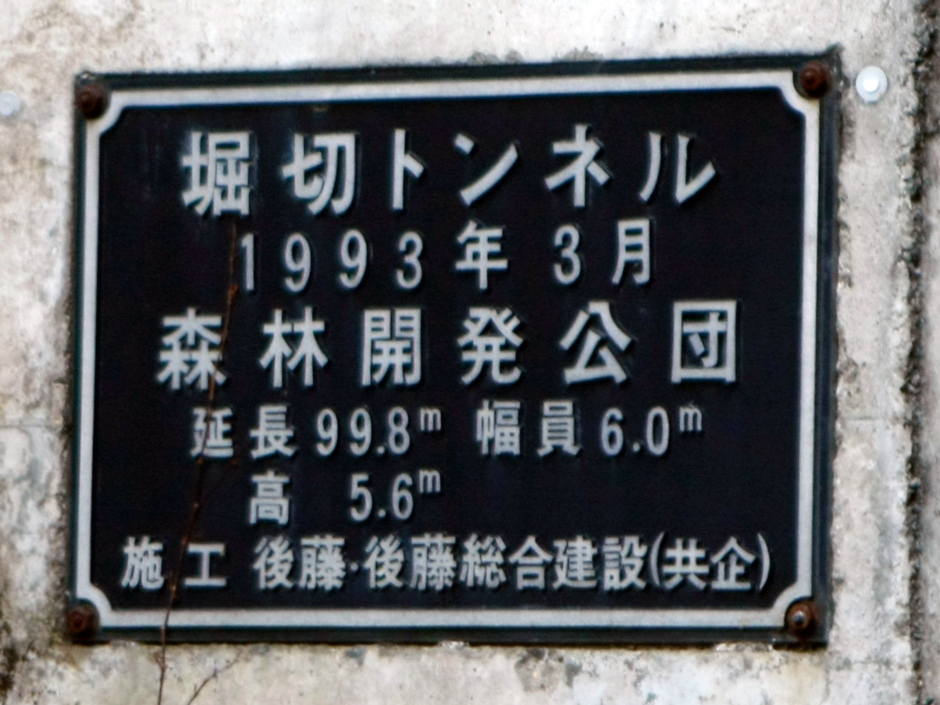 堀切トンネル
1993年3月
森林開発公団
延長99.8m 幅員6.0m
高 5.6m
施工 後藤・後藤総合建設(共企)